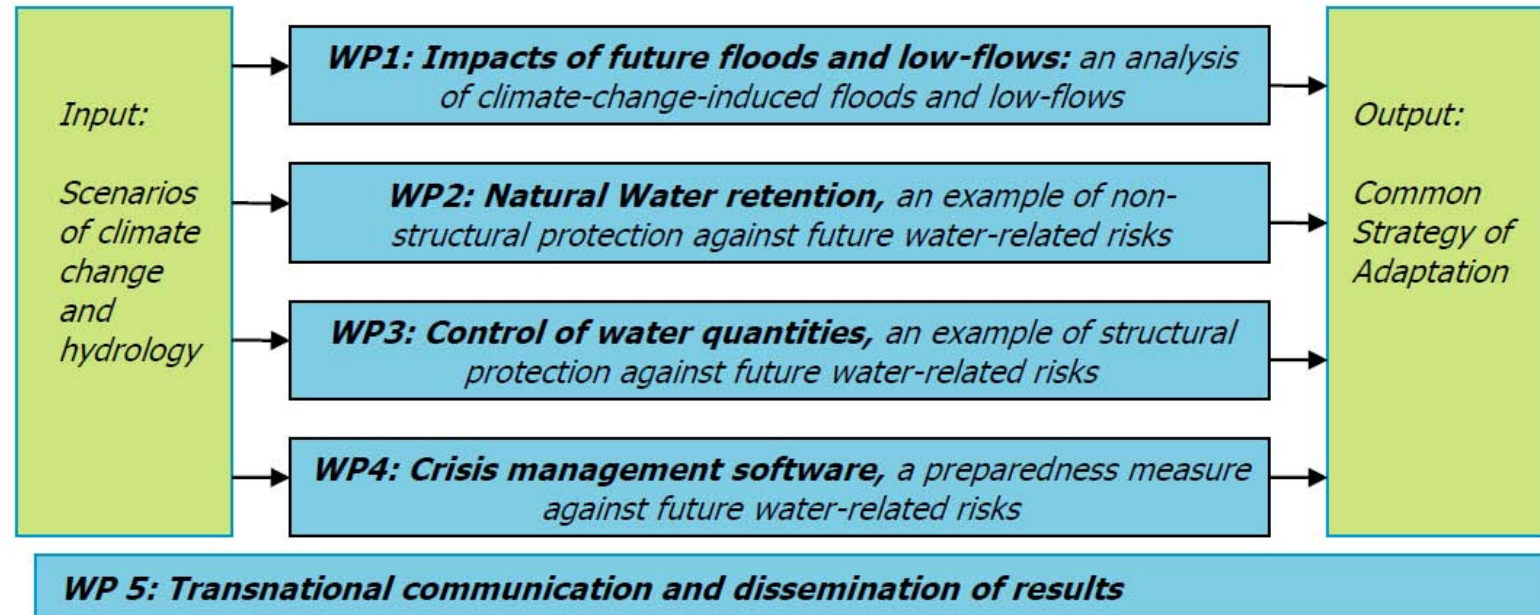 Input:
Scenarios
of climate
change
and
hydrology
WP1: Impacts of future floods and low-flows: an analysis
of climate-change-induced floods and low-flows
WP2: Natural Water retention, an example of non-
structural protection against future water-related risks
WP3: Control of water quantities, an example of structural
protection against future water-related risks
WP4: Crisis management software, a preparedness measure
against future water-related risks
Output:
Common
Strategy of
Adaptation
WP 5: Transnational communication and dissemination of results